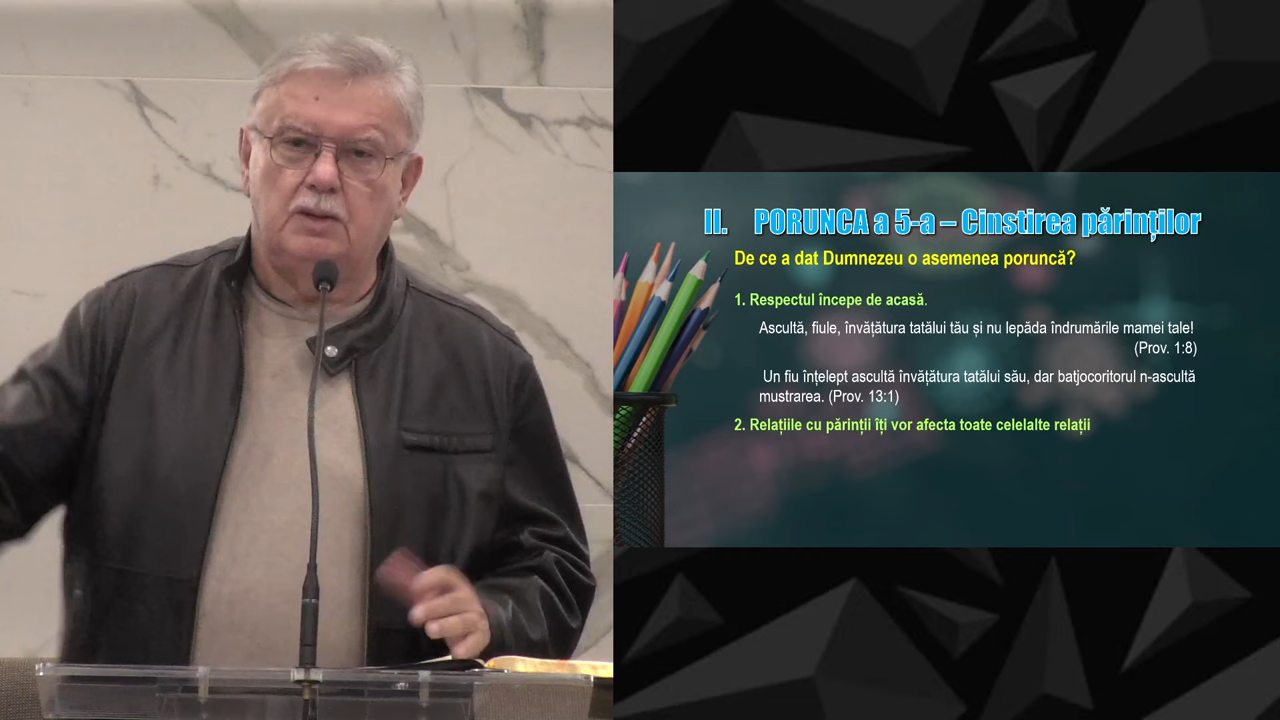 II. PORUNCA a 5-a – Cinstirea părinților
De ce a dat Dumnezeu o asemenea poruncă?
1. Respectul începe de acasă.
Ascultă, fiule, învățătura tatălui tău și nu lepăda îndrumările mamei tale!
(Prov. 1:8)
Un fiu înțelept ascultă învățătura tatălui său, dar batjocoritorul n-ascultă
mustrarea. (Prov. 13:1)
2. Relațiile cu părinții îți vor afecta toate celelalte relații